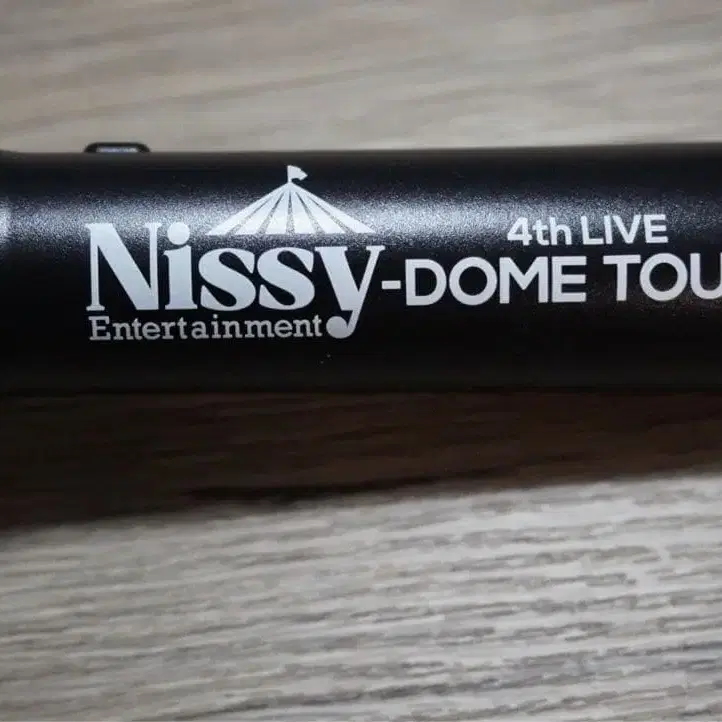 Nissy
Entertainment
4th LIVE
-DOME TOU